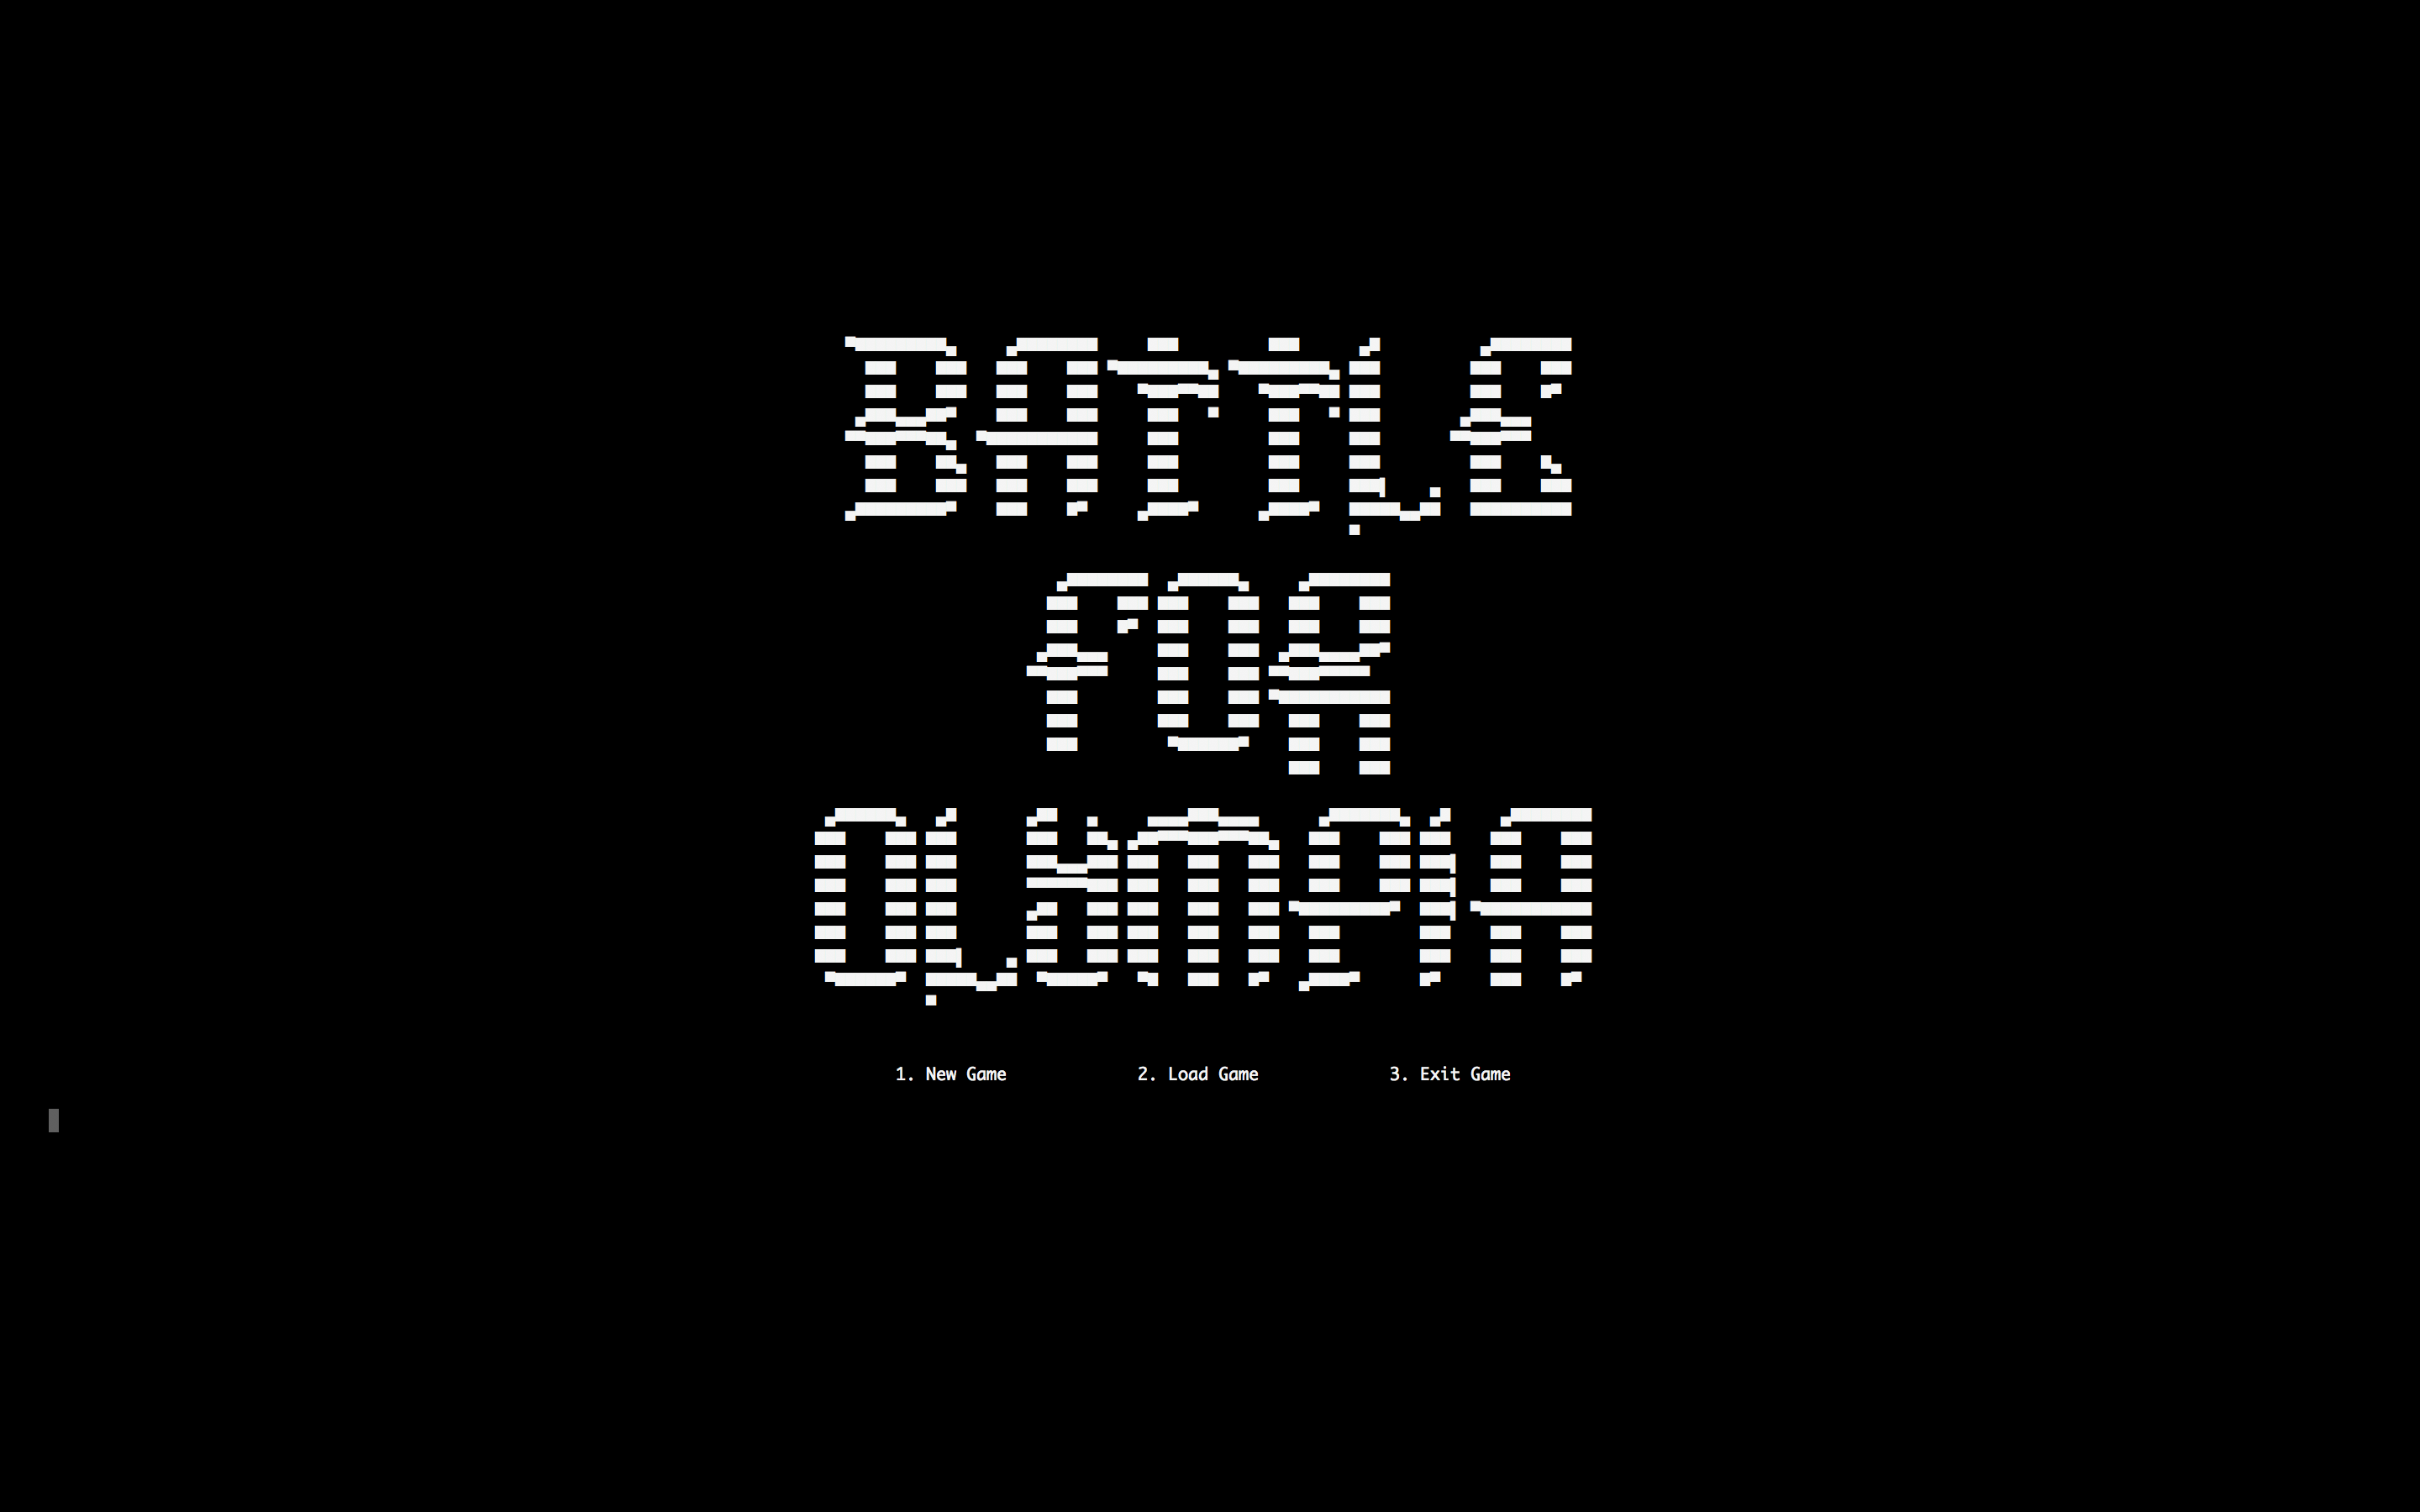 BATTLE
FOR
OLYMPIA
1. New Game 2. Load Game 3. Exit Game